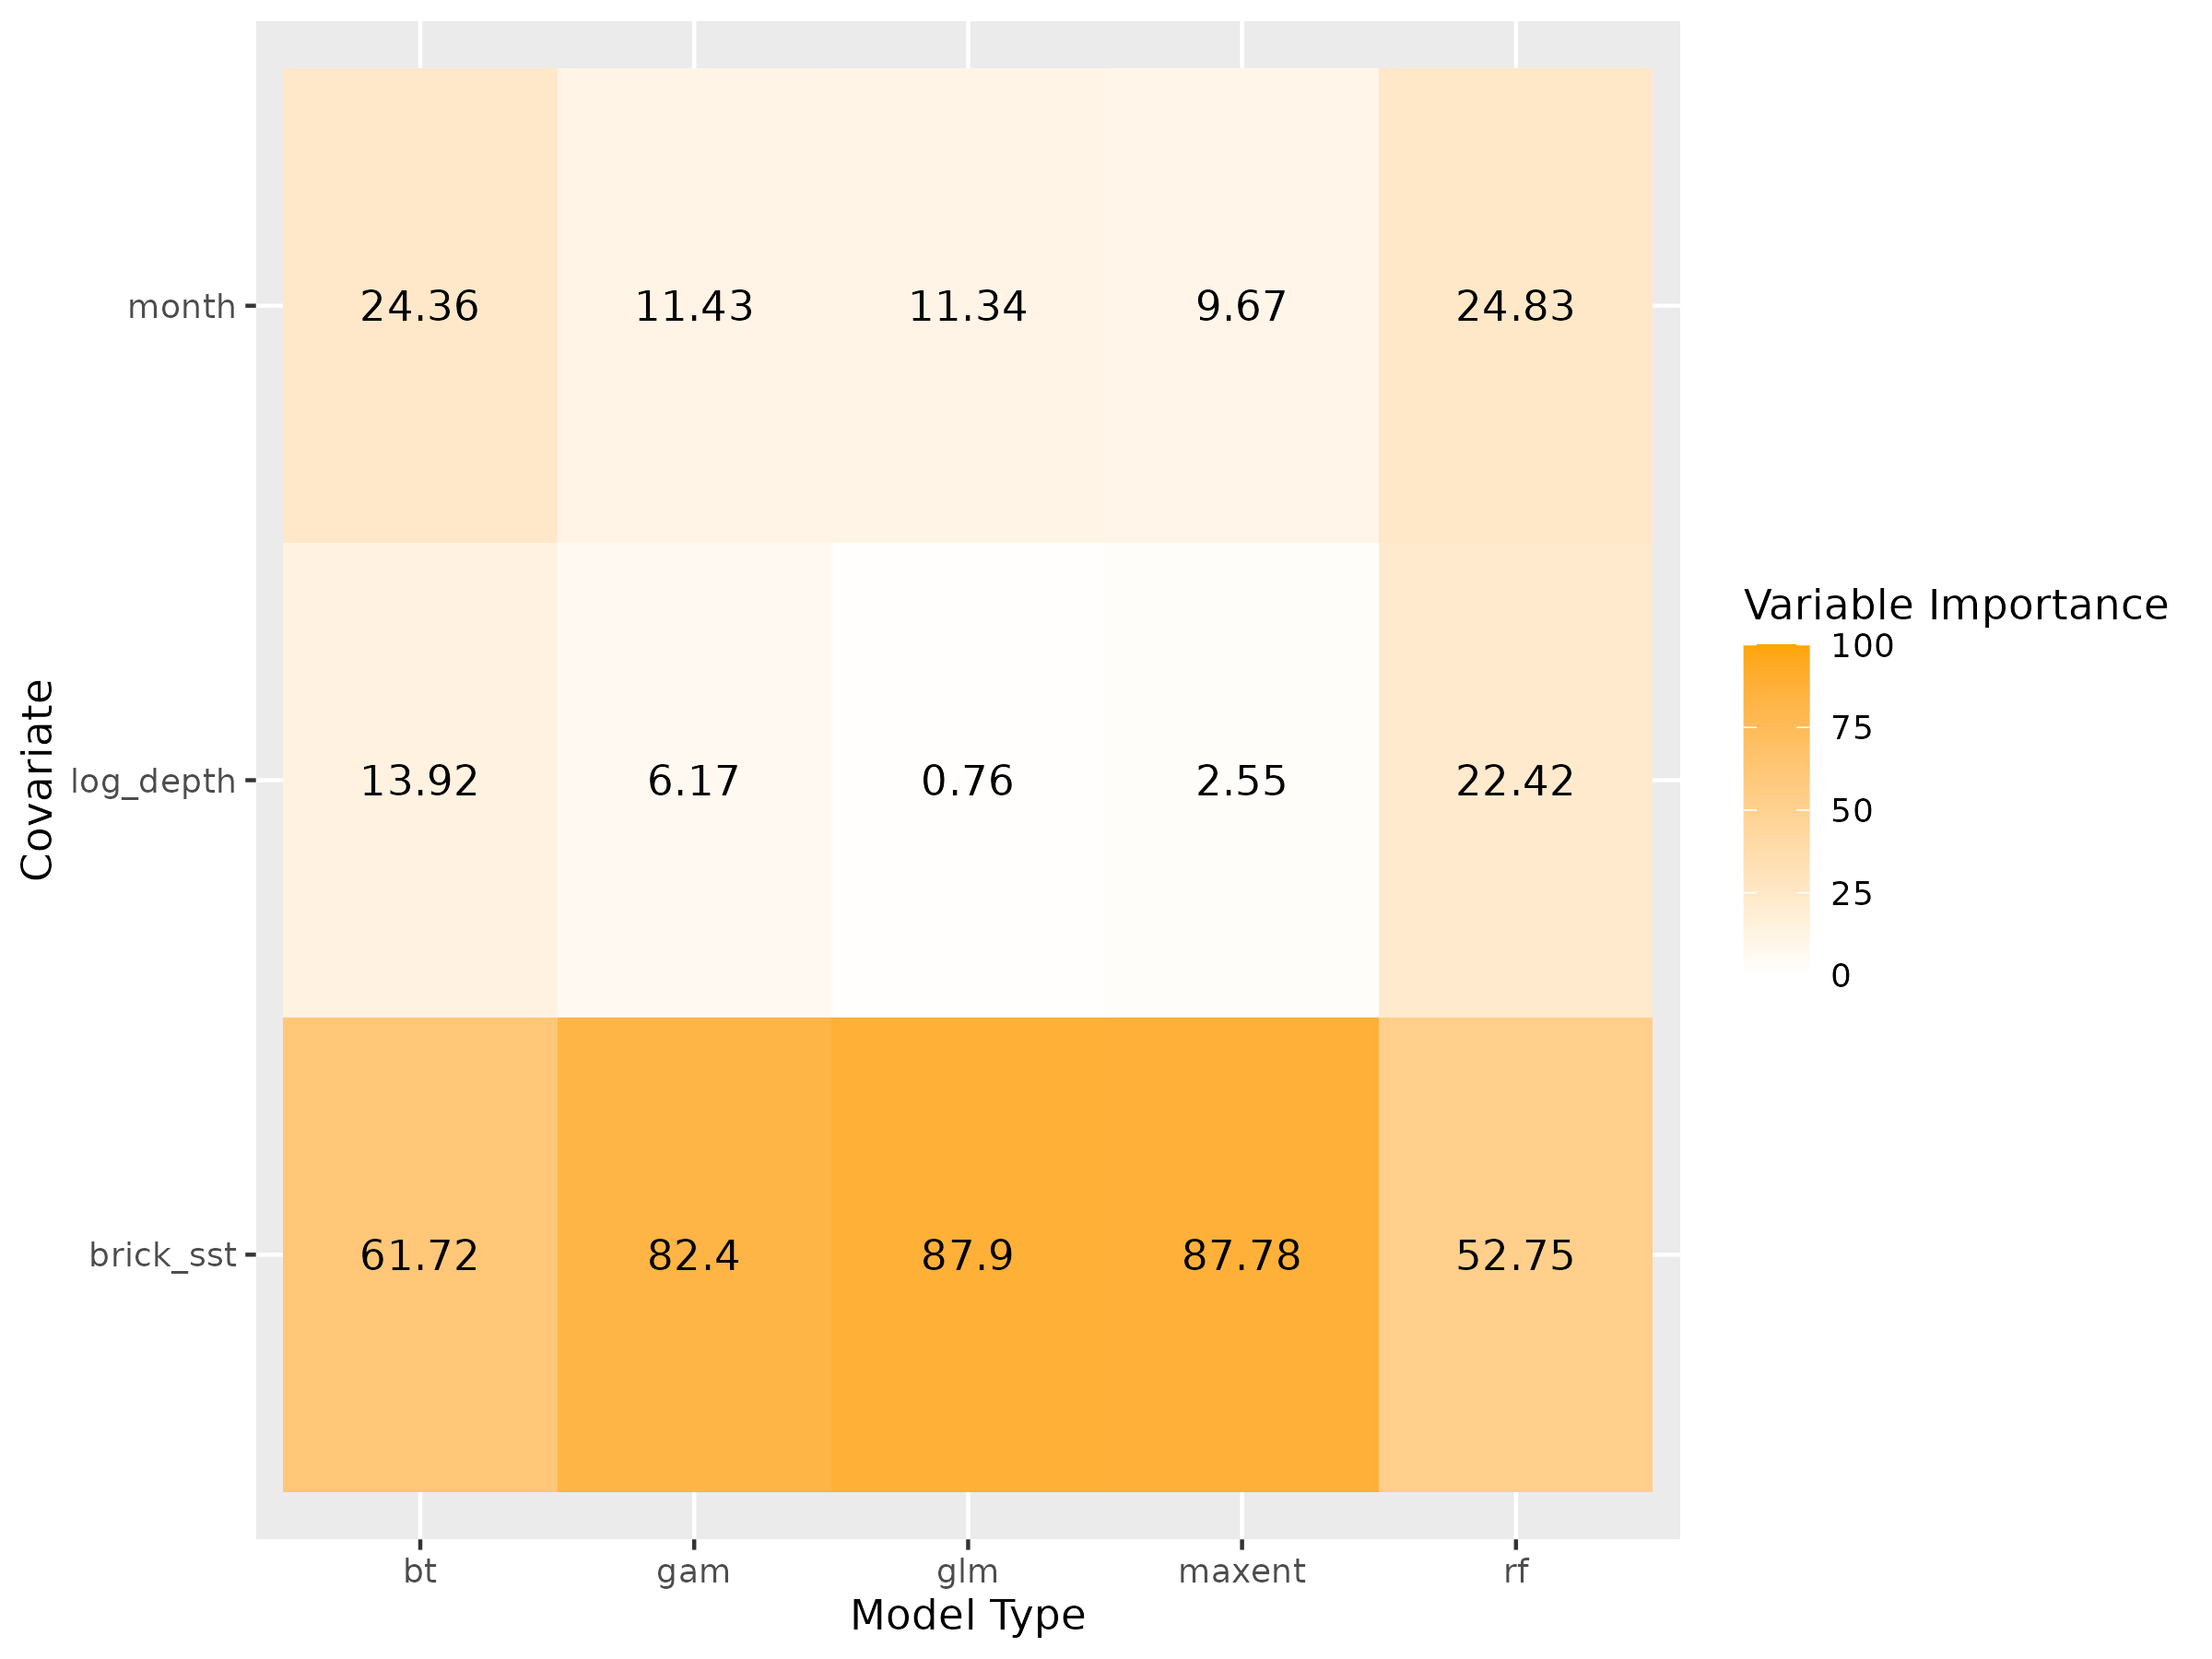 month
24.36 11.43 11.34 9.67 24.83
log_depth
13.92 6.17 0.76 2.55 22.42
brick_sst
61.72 82.4 87.9 87.78 52.75
Covariate
bt gam glm maxent rf
Model Type
Variable Importance
100
75
50
25
0